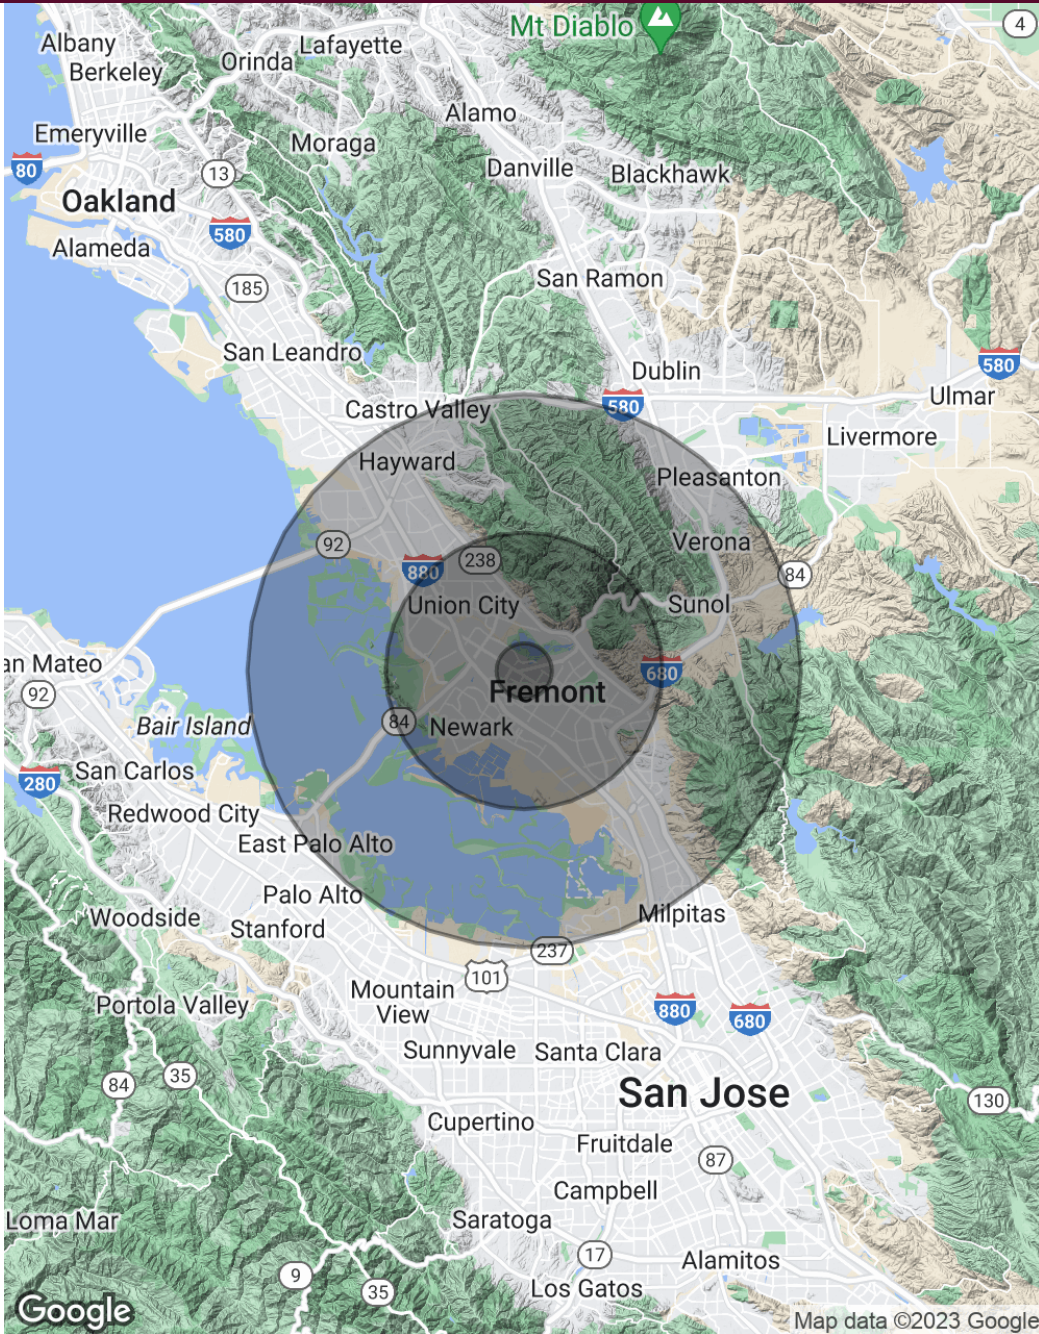 Mt Diablo
4
Albany
Lafayette
Orinda
Berkeley
Alamo
Emeryville
Moraga
80
13
Danville
Blackhawk
Oakland
580
Alameda
San Ramon
185
San Leandro
Dublin
580
580
Ulmar
Castro Valley
Livermore
Hayward
Pleasanton
92
238
Verona
880
84
Union City
Sunol
an Mateo
680
92
Fremont
84
Newark
Bair Island
San Carlos
280
Redwood City
East Palo Alto
Palo Alto
Woodside
Stanford
Milpitas
237
101
Mountain
View
Portola Valley
880
680
Sunnyvale
Santa Clara
84
35
San Jose
130
Cupertino
Fruitdale
87
Campbell
Loma Mar
Saratoga
17
Alamitos
9
35
Los Gatos
Google
Map data ©2023 Google